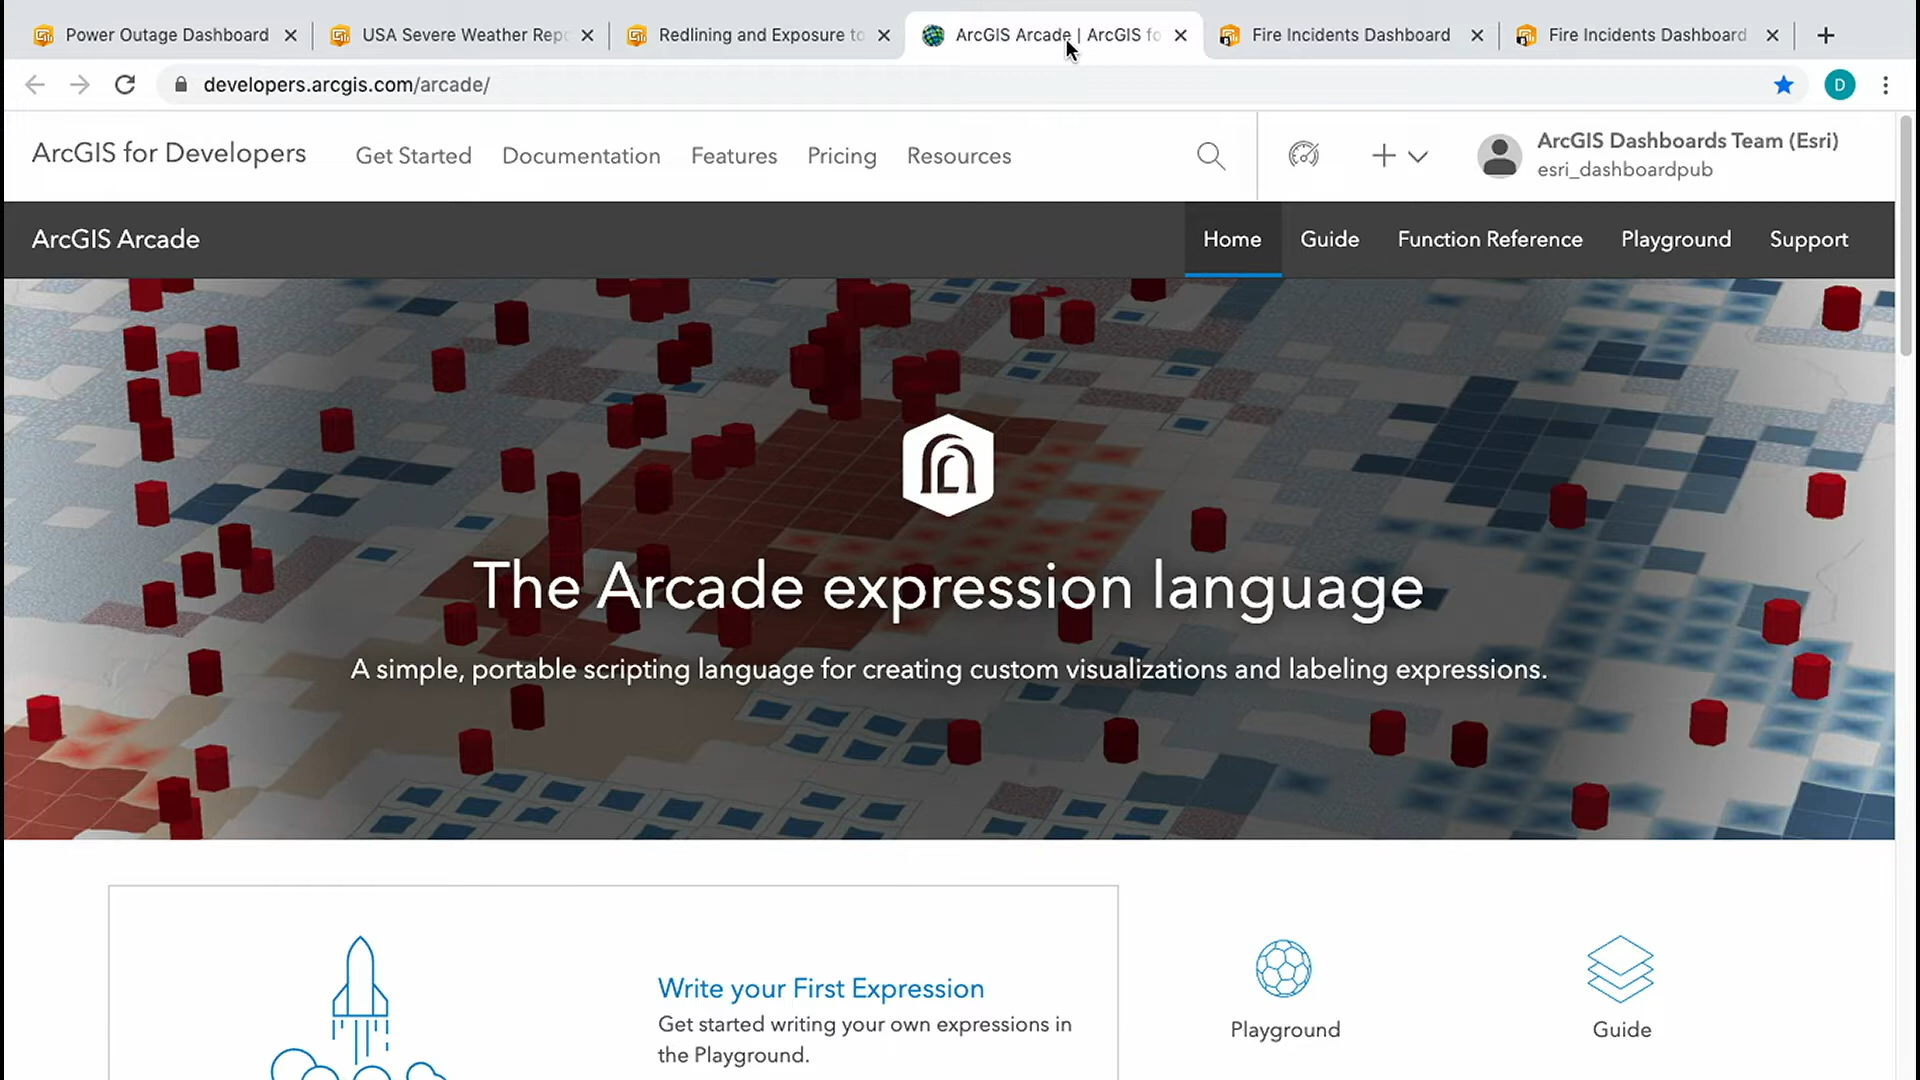 Power Outage Dashboard
USA Severe Weather Repo
Redlining and Exposure to
ArcGIS Arcade | ArcGIS fo
Fire Incidents Dashboard
Fire Incidents Dashboard
developers.arcgis.com/arcade/
D
ArcGIS for Developers
Get Started
Documentation
Features
Pricing
Resources
ArcGIS Dashboards Team (Esri)
esri_dashboardpub
ArcGIS Arcade
Home
Guide
Function Reference
Playground
Support
The Arcade expression language
A simple, portable scripting language for creating custom visualizations and labeling expressions.
Write your First Expression
Get started writing your own expressions in
the Playground.
Playground
Guide